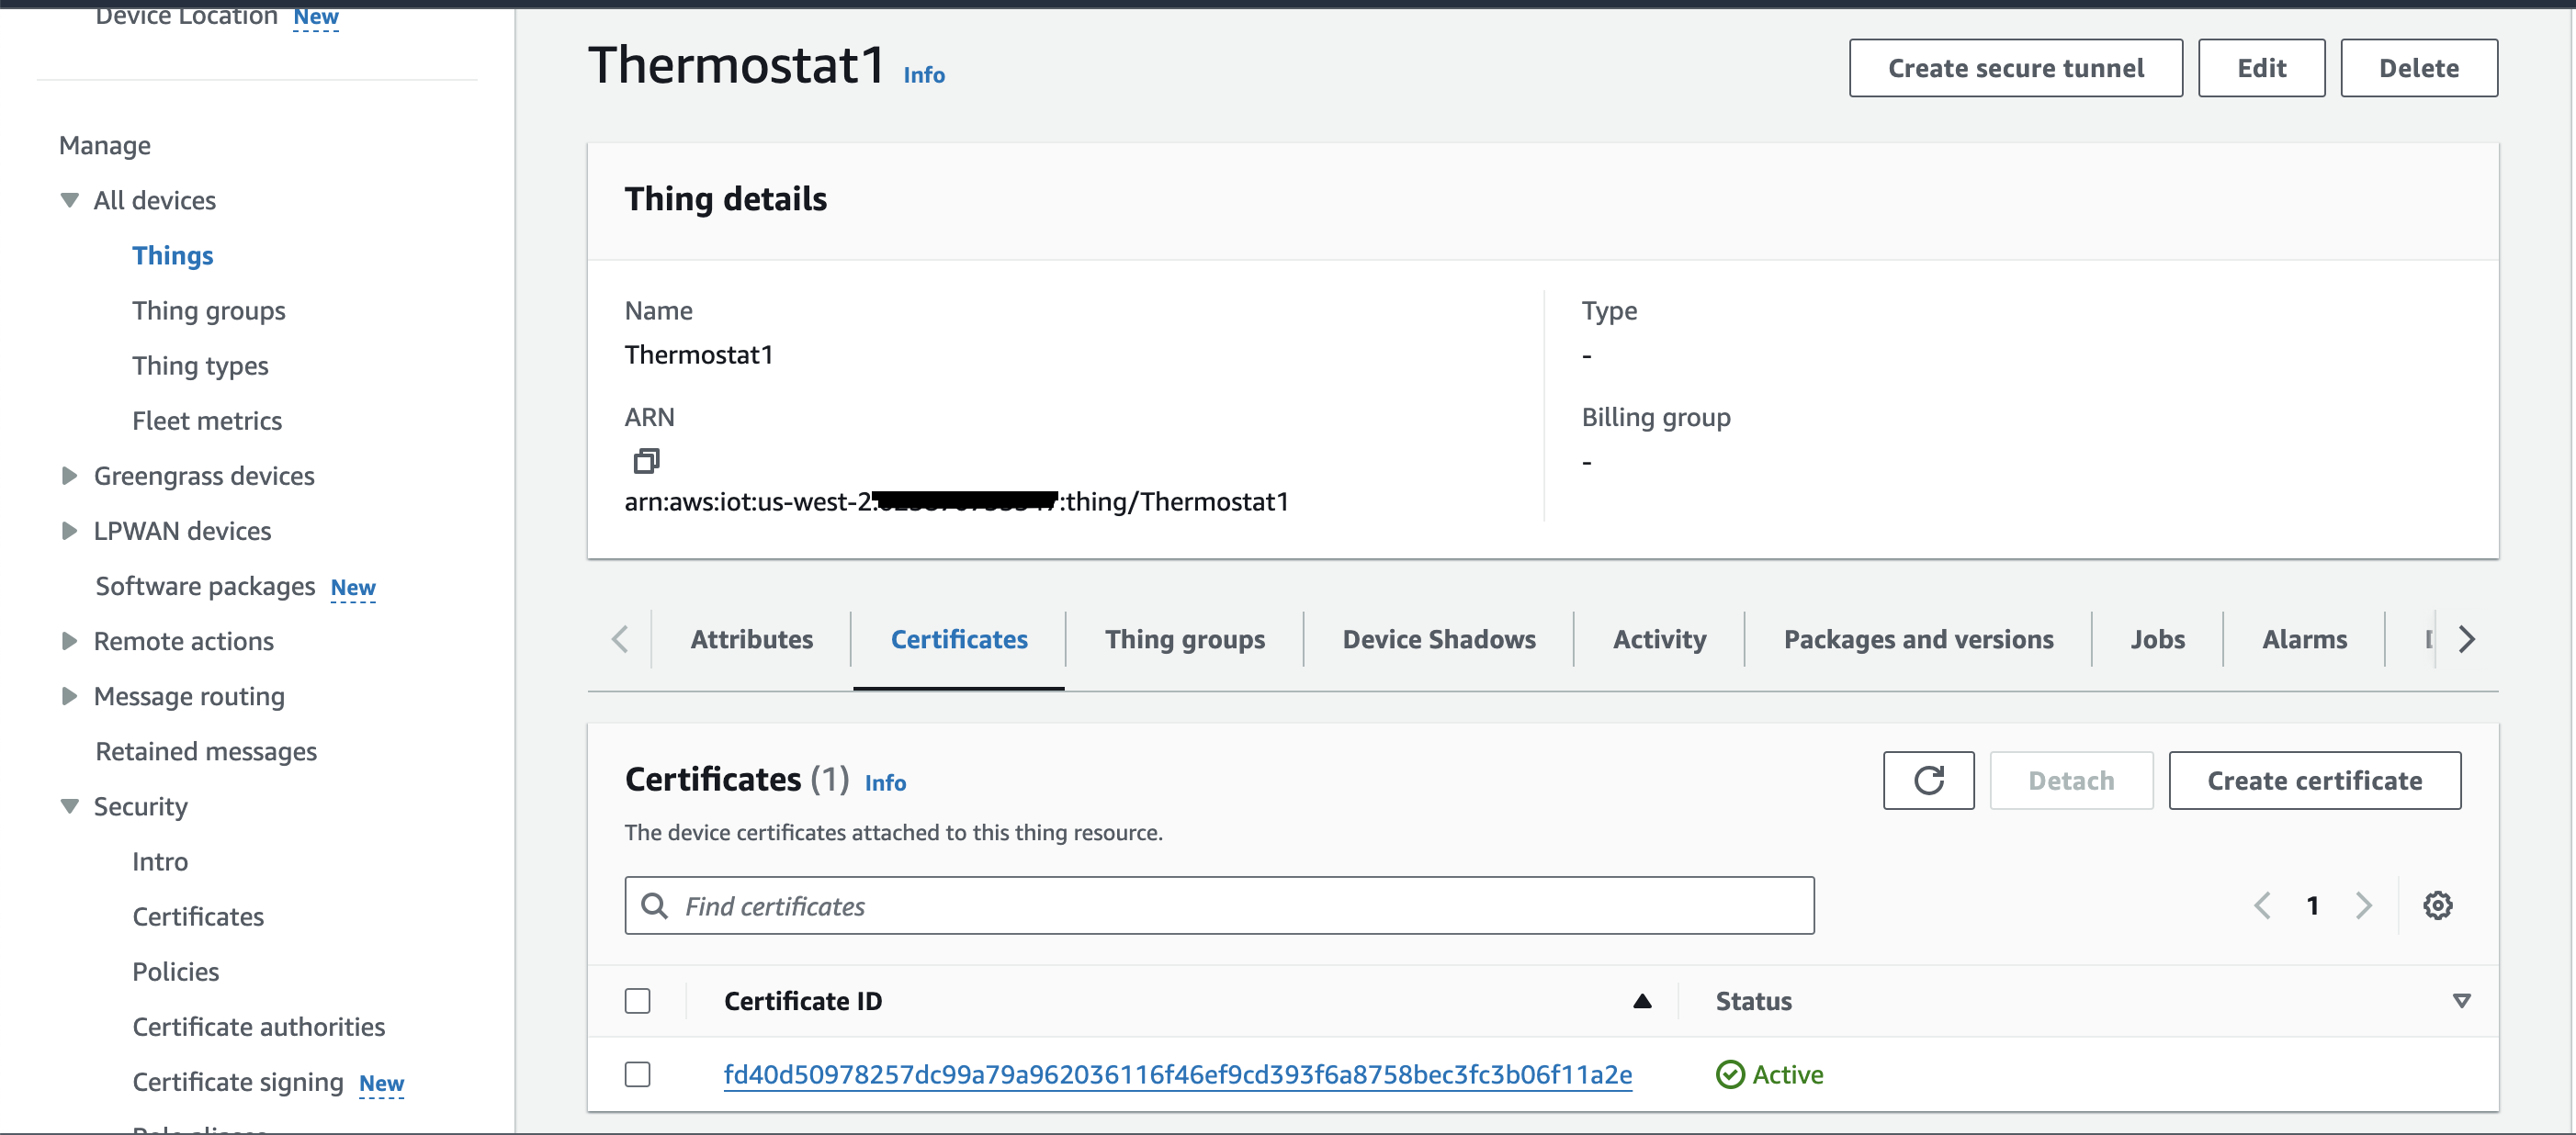 Device Location New
Manage
All devices
Things
Thing groups
Thing types
Fleet metrics
Greengrass devices
LPWAN devices
Software packages New
Remote actions
Message routing
Retained messages
Security
Intro
Certificates
Policies
Certificate authorities
Certificate signing New
Thermostat1 Info
Create secure tunnel
Edit
Delete
Thing details
Name
Thermostat1
ARN
arn:aws:iot:us-west-2: :thing/Thermostat1
Type
-
Billing group
-
Attributes
Certificates
Thing groups
Device Shadows
Activity
Packages and versions
Jobs
Alarms
Certificates (1) Info
Detach
Create certificate
The device certificates attached to this thing resource.
Find certificates
1
Certificate ID
Status
fd40d50978257dc99a79a962036116f46ef9cd393f6a8758bec3fc3b06f11a2e
Active